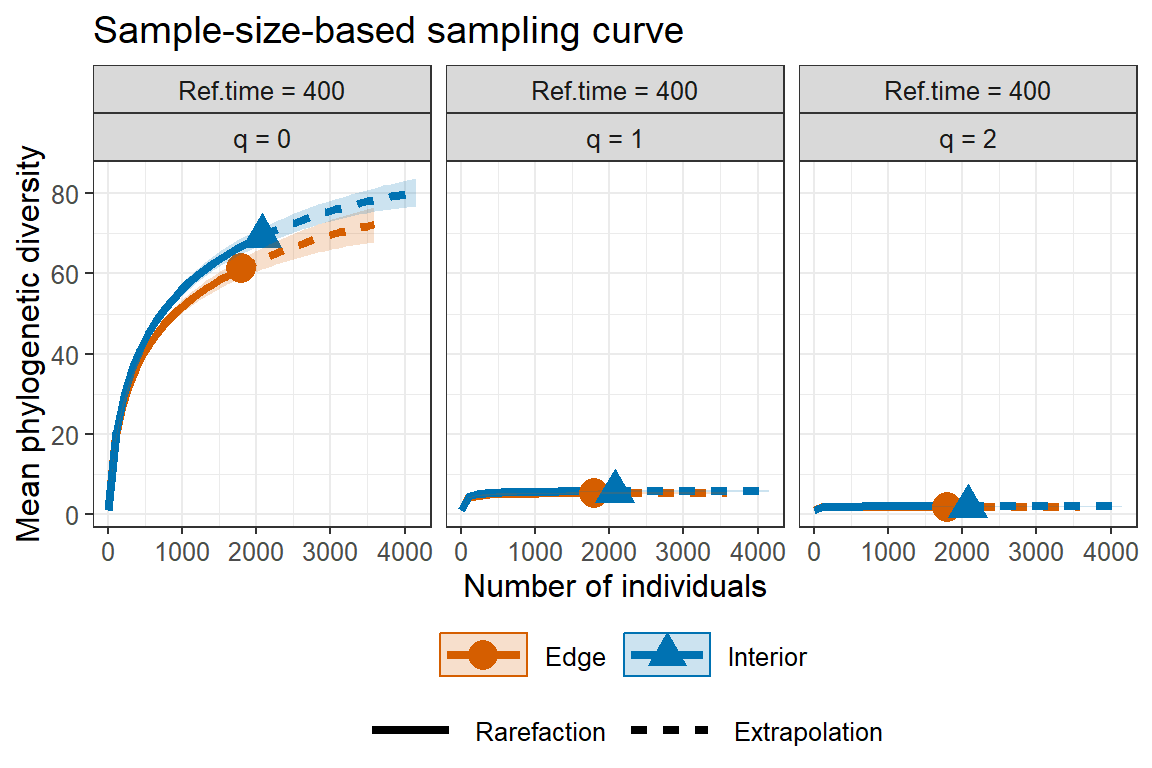 Sample-size-based sampling curve
Ref.time = 400 Ref.time = 400 Ref.time = 400
q = 0 q = 1 q = 2
Mean phylogenetic diversity
80
60
40
20
0
0 1000 2000 3000 4000 0 1000 2000 3000 4000 0 1000 2000 3000 4000
Number of individuals
Edge Interior
Rarefaction Extrapolation